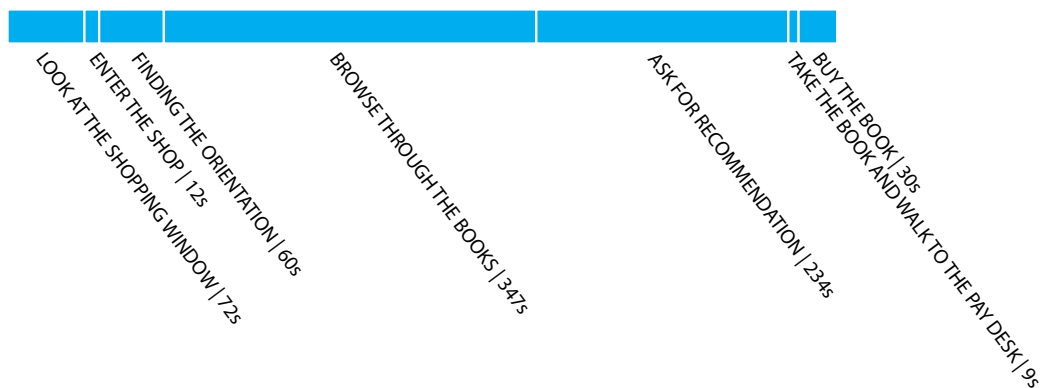 LOOK AT THE SHOPPING WINDOW | 72s
ENTER THE SHOP | 12s
FINDING THE ORIENTATION | 60s
BROWSE THROUGH THE BOOKS | 347s
ASK FOR RECOMMENDATION | 234s
TAKE THE BOOK AND WALK TO THE PAY DESK | 9s
BUY THE BOOK | 30s